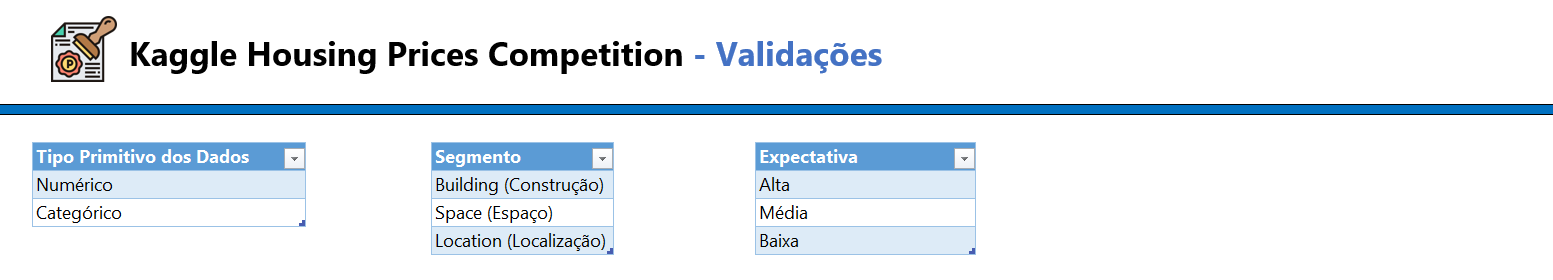 Kaggle Housing Prices Competition - Validações
Tipo Primitivo dos Dados
Numérico
Categórico
Segmento
Building (Construção)
Space (Espaço)
Location (Localização)
Expectativa
Alta
Média
Baixa